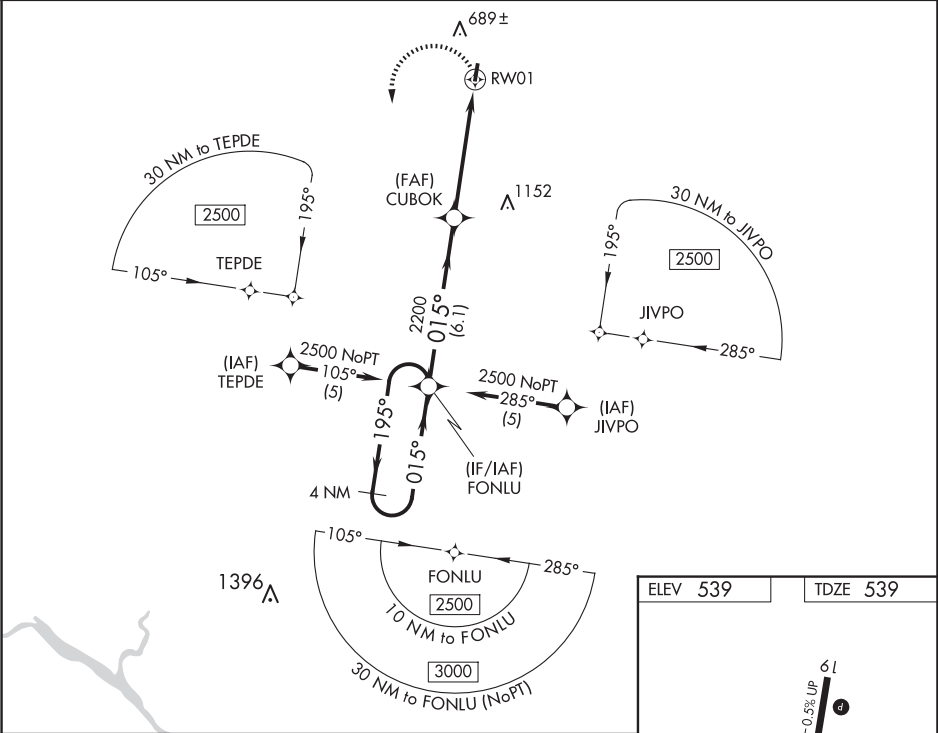 689±
RW01
30 NM to TEPDE
2500
195°
TEPDE
105°
(FAF)
CUBOK
1152
30 NM to JIVPO
195°
2500
JIVPO
285°
2200
015°
(6.1)
(IAF)
TEPDE
2500 NoPT
105°
(5)
2500 NoPT
285°
(5)
(IAF)
JIVPO
195°
015°
4 NM
(IF/IAF)
FONLU
105°
285°
FONLU
2500
10 NM to FONLU
3000
30 NM to FONLU (NoPT)
1396
ELEV 539
TDZE 539
19
0.5% UP
P